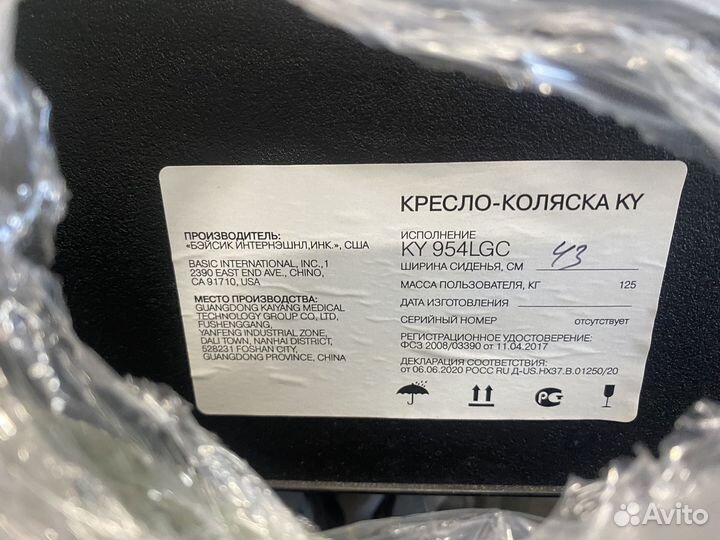 ПРОИЗВОДИТЕЛЬ:
«БЭЙСИК ИНТЕРНЭШНЛ,ИНК.», США
BASIC INTERNATIONAL, INC.,1
2390 EAST END AVE., CHINO,
CA 91710, USA
МЕСТО ПРОИЗВОДСТВА:
GUANGDONG KAIYANG MEDICAL
TECHNOLOGY GROUP CO, LTD,
FUSHENGGANG,
YANFENG INDUSTRIAL ZONE,
DALI TOWN, NANHAI DISTRICT,
528231 FOSHAN CITY,
GUANGDONG PROVINCE, CHINA
КРЕСЛО-КОЛЯСКА KY
ИСПОЛНЕНИЕ
KY 954LGC
ШИРИНА СИДЕНЬЯ, СМ 43
МАССА ПОЛЬЗОВАТЕЛЯ, КГ 125
ДАТА ИЗГОТОВЛЕНИЯ
СЕРИЙНЫЙ НОМЕР отсутствует
РЕГИСТРАЦИОННОЕ УДОСТОВЕРЕНИЕ:
ФСЗ 2008/03390 от 11.04.2017
ДЕКЛАРАЦИЯ СООТВЕТСТВИЯ:
от 06.06.2020 РОСС RU Д-US.НХ37.В.01250/20
Avito